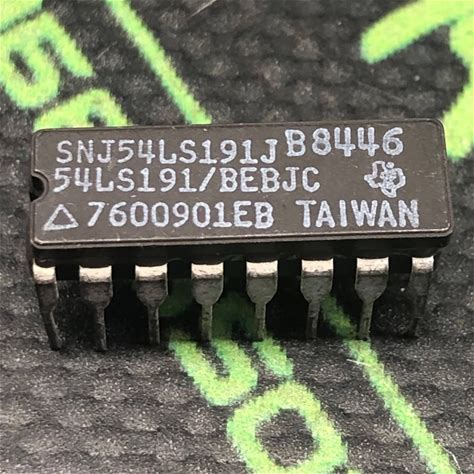 SNJ54LS191J B8446
54LS191/BEBJC
△ 7600901EB TAIWAN